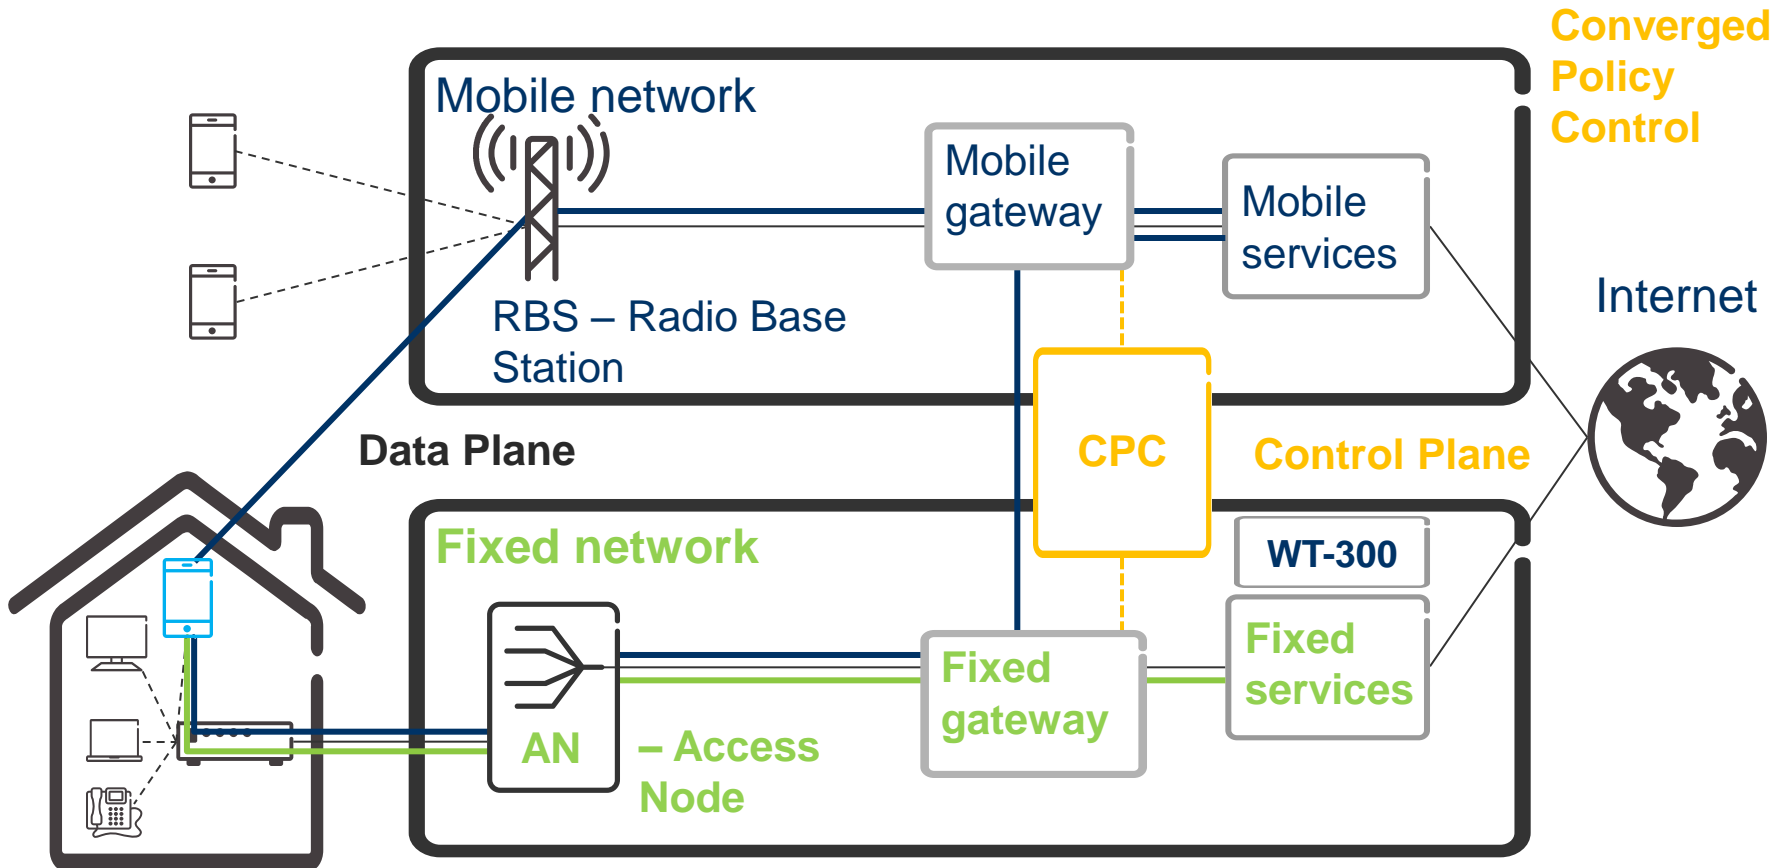 Converged
Policy
Control
Mobile network
Mobile
gateway
Mobile
services
RBS – Radio Base
Station
Internet
Data Plane
CPC
Control Plane
Fixed network
WT-300
Fixed
gateway
Fixed
services
AN – Access
Node